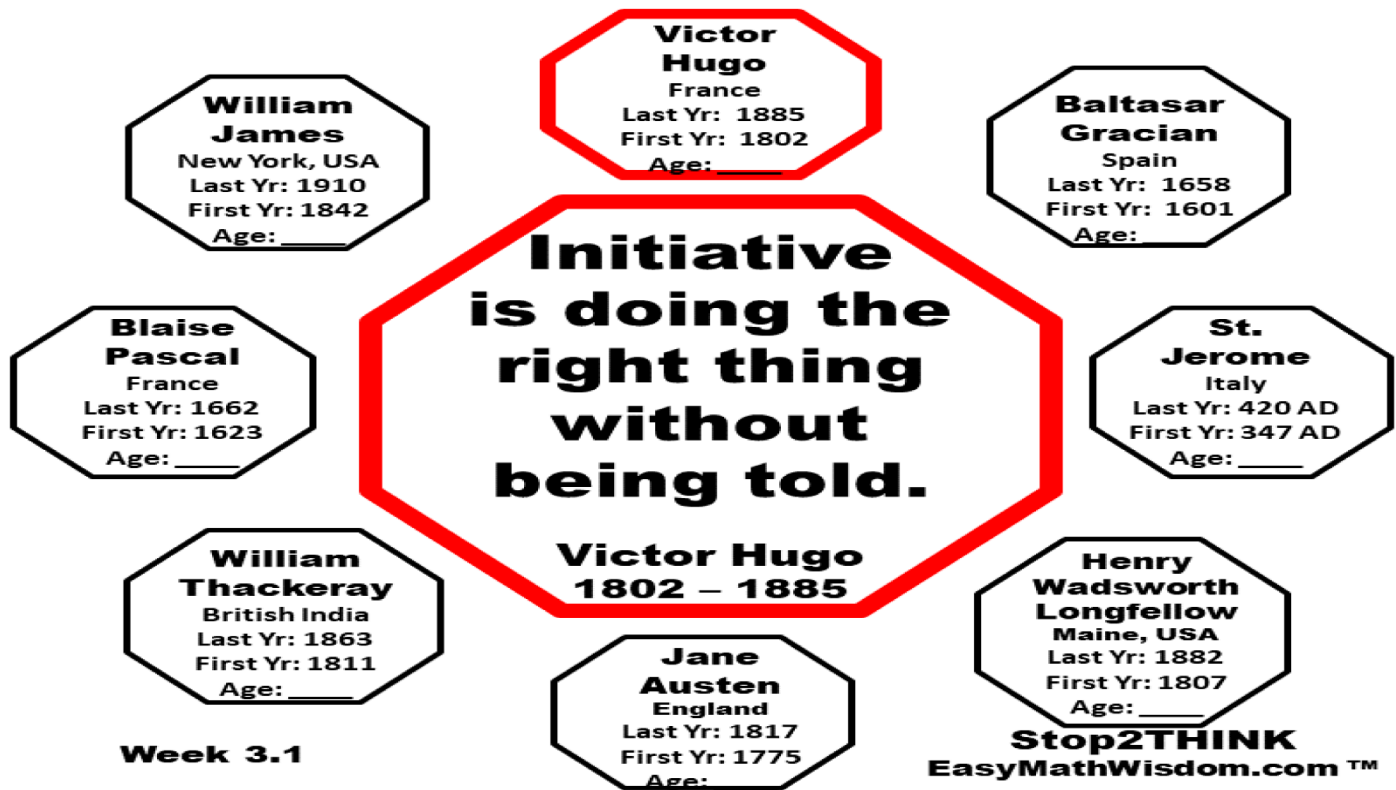 Victor
Hugo
France
Last Yr: 1885
First Yr: 1802
Age: ____
William
James
New York, USA
Last Yr: 1910
First Yr: 1842
Age: ____
Baltasar
Gracian
Spain
Last Yr: 1658
First Yr: 1601
Age: ____
Initiative
is doing the
right thing
without
being told.
Victor Hugo
1802 – 1885
Blaise
Pascal
France
Last Yr: 1662
First Yr: 1623
Age: ____
St.
Jerome
Italy
Last Yr: 420 AD
First Yr: 347 AD
Age: ____
William
Thackeray
British India
Last Yr: 1863
First Yr: 1811
Age: ____
Henry
Wadsworth
Longfellow
Maine, USA
Last Yr: 1882
First Yr: 1807
Age: ____
Jane
Austen
England
Last Yr: 1817
First Yr: 1775
Age: ____
Week 3.1
Stop2THINK
EasyMathWisdom.com ™